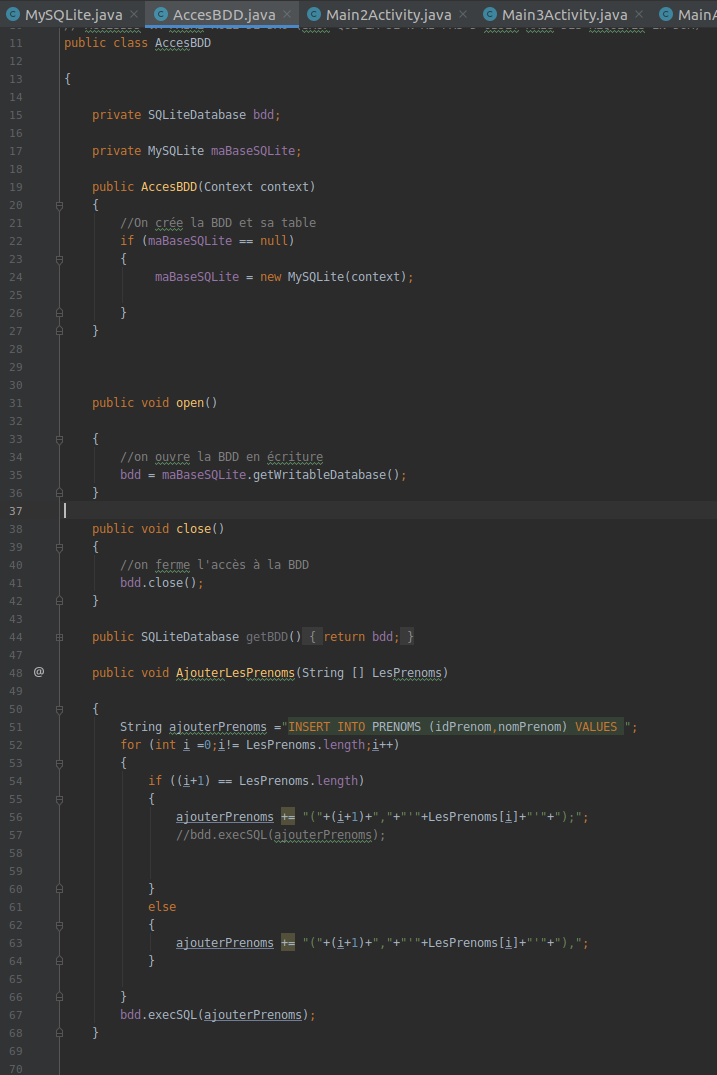 MySQLite.java × AccesBDD.java × Main2Activity.java × Main3Activity.java × MainA
11 public class AccesBDD
12
13 {
14
15 private SQLiteDatabase bdd;
16
17 private MySQLite maBaseSQLite;
18
19 public AccesBDD(Context context)
20 {
21 //On crée la BDD et sa table
22 if (maBaseSQLite == null)
23 {
24 maBaseSQLite = new MySQLite(context);
25
26 }
27 }
28
29
30
31 public void open()
32
33 {
34 //on ouvre la BDD en écriture
35 bdd = maBaseSQLite.getWritableDatabase();
36 }
37
38 public void close()
39 {
40 //on ferme l'accès à la BDD
41 bdd.close();
42 }
43
44 public SQLiteDatabase getBDD() { return bdd; }
47
48 @ public void AjouterLesPrenoms(String [] LesPrenoms)
49
50 {
51 String ajouterPrenoms ="INSERT INTO PRENOMS (idPrenom,nomPrenom) VALUES ";
52 for (int i =0;i!= LesPrenoms.length;i++)
53 {
54 if ((i+1) == LesPrenoms.length)
55 {
56 ajouterPrenoms += "("+(i+1)+","+"'"+LesPrenoms[i]+"'"+");";
57 //bdd.execSQL(ajouterPrenoms);
58
59
60 }
61 else
62 {
63 ajouterPrenoms += "("+(i+1)+","+"'"+LesPrenoms[i]+"'"+"),";
64 }
65
66 }
67 bdd.execSQL(ajouterPrenoms);
68 }
69
70